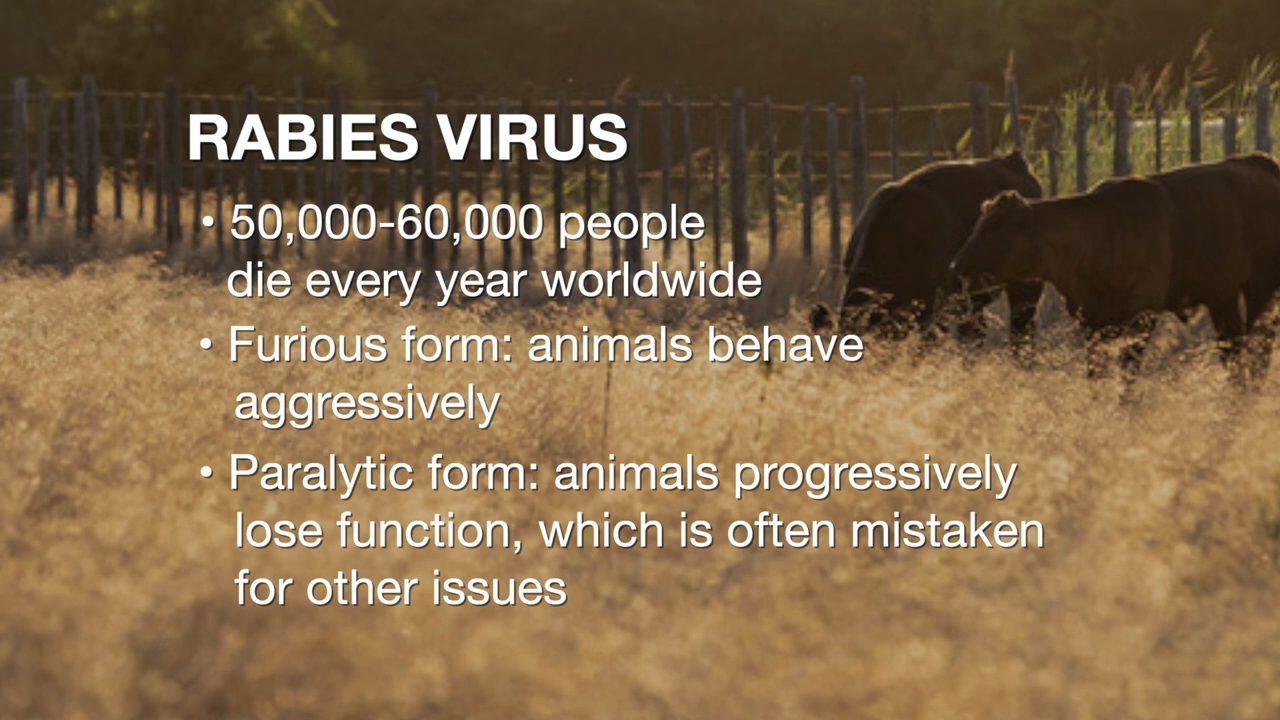 RABIES VIRUS
• 50,000-60,000 people
die every year worldwide
• Furious form: animals behave
aggressively
• Paralytic form: animals progressively
lose function, which is often mistaken
for other issues